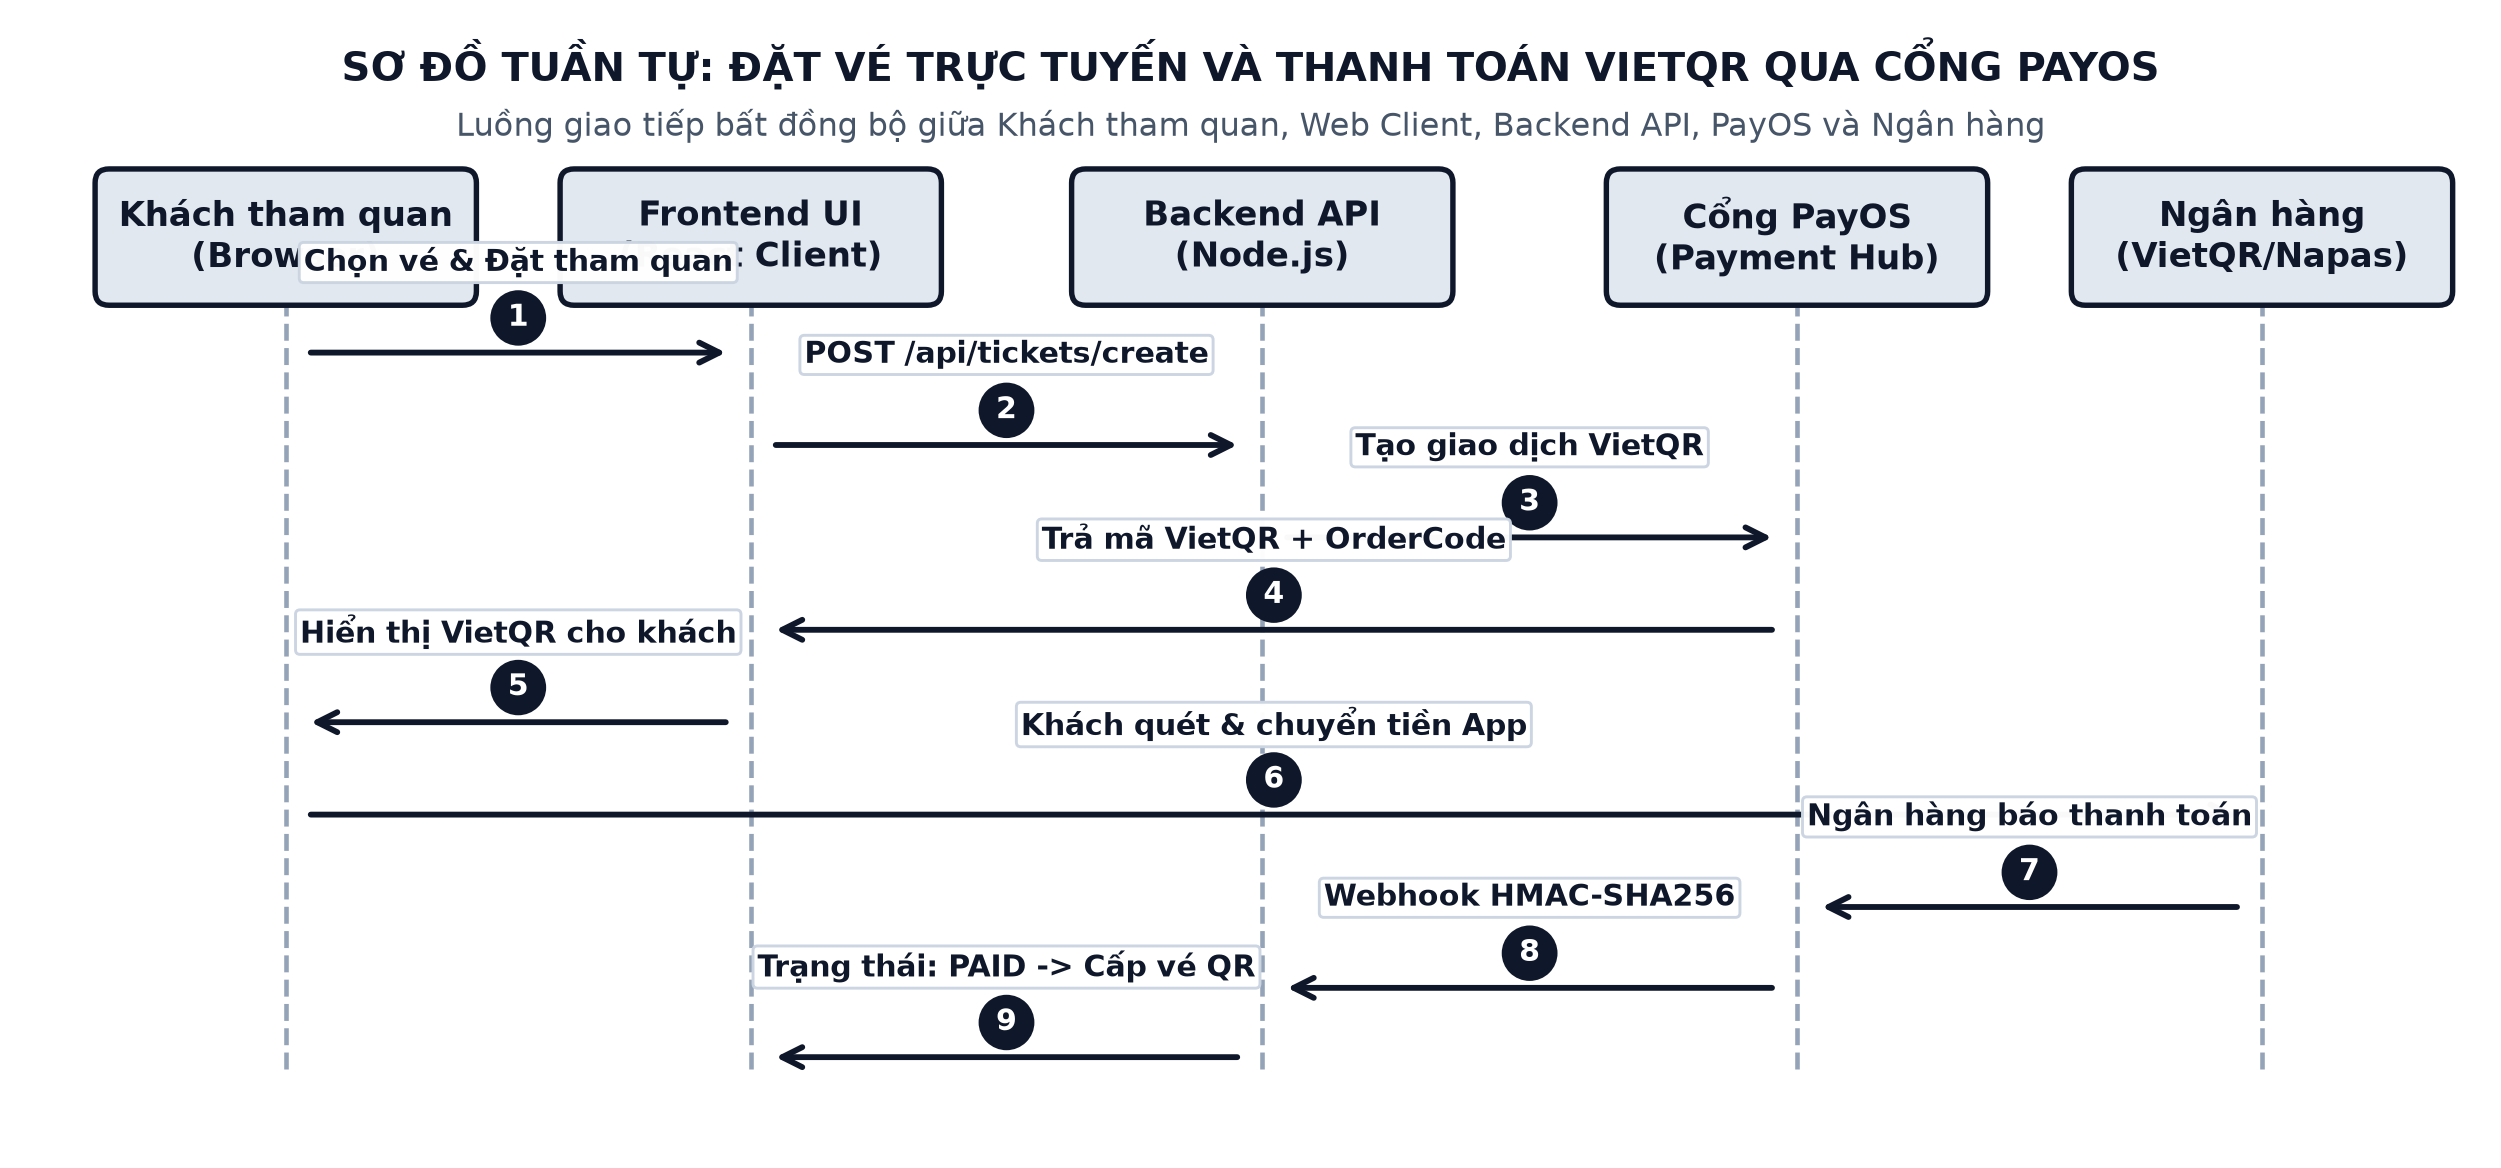 SƠ ĐỒ TUẦN TỰ: ĐẶT VÉ TRỰC TUYẾN VÀ THANH TOÁN VIETQR QUA CỔNG PAYOS
Luồng giao tiếp bất đồng bộ giữa Khách tham quan, Web Client, Backend API, PayOS và Ngân hàng
Khách tham quan
(Brow
Frontend UI
Client)
Backend API
(Node.js)
Cổng PayOS
(Payment Hub)
Ngân hàng
(VietQR/Napas)
Chọn vé & Đặt tham quan
1
POST /api/tickets/create
2
Tạo giao dịch VietQR
3
Trả mã VietQR + OrderCode
4
Hiển thị VietQR cho khách
5
Khách quét & chuyển tiền App
6
Ngân hàng báo thanh toán
7
Webhook HMAC-SHA256
8
Trạng thái: PAID -> Cấp vé QR
9